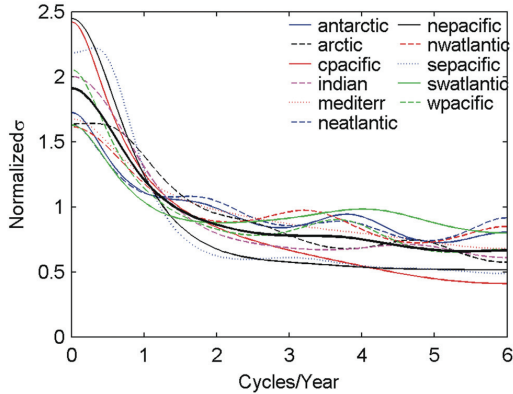 2.5
2
1.5
1
0.5
0
Normalizedσ
antarctic
arctic
cpacific
indian
mediterr
neatlantic
nepacific
nwatlantic
sepacific
swatlantic
wpacific
0 1 2 3 4 5 6
Cycles/Year